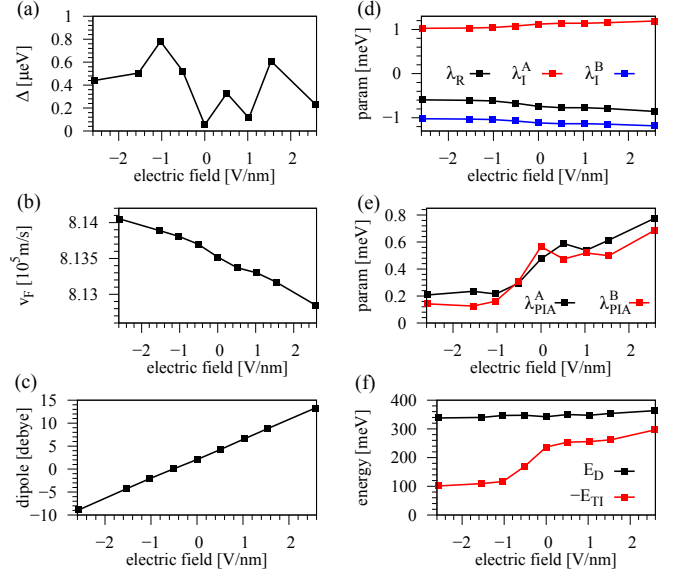 (a)
Δ [μeV]
1
0.8
0.6
0.4
0.2
0
−2 −1 0 1 2
electric field [V/nm]
(b)
v_F [10^5 m/s]
8.14
8.135
8.13
−2 −1 0 1 2
electric field [V/nm]
(c)
dipole [debye]
15
10
5
0
−5
−10
−2 −1 0 1 2
electric field [V/nm]
(d)
param [meV]
1
0
−1
λ_R λ_I^A λ_I^B
−2 −1 0 1 2
electric field [V/nm]
(e)
param [meV]
0.8
0.6
0.4
0.2
0
λ_PIA^A λ_PIA^B
−2 −1 0 1 2
electric field [V/nm]
(f)
energy [meV]
400
300
200
100
0
E_D
−E_TI
−2 −1 0 1 2
electric field [V/nm]